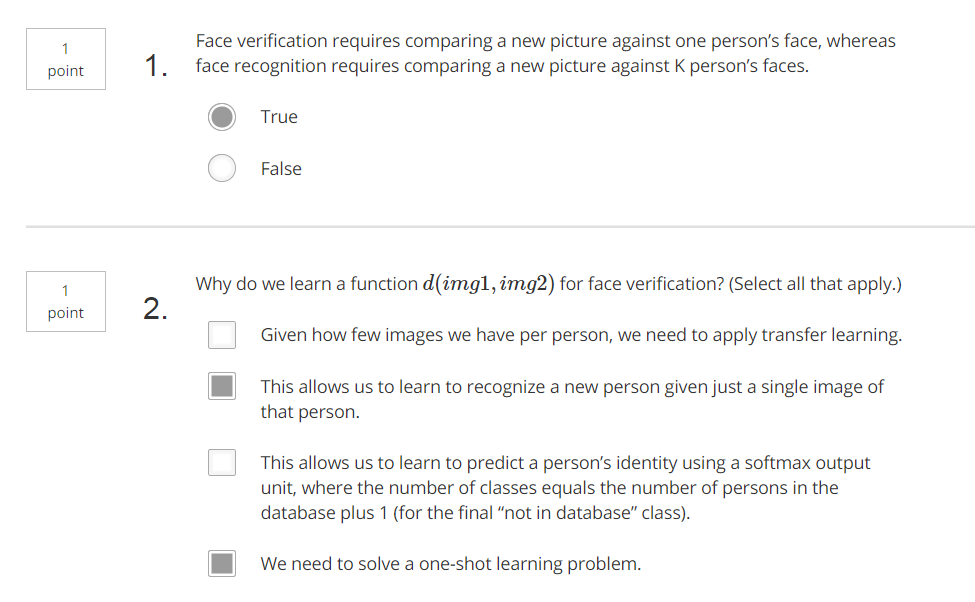 1
point
1.
Face verification requires comparing a new picture against one person's face, whereas
face recognition requires comparing a new picture against K person's faces.
True
False
1
point
2.
Why do we learn a function d(img1, img2) for face verification? (Select all that apply.)
Given how few images we have per person, we need to apply transfer learning.
This allows us to learn to recognize a new person given just a single image of
that person.
This allows us to learn to predict a person's identity using a softmax output
unit, where the number of classes equals the number of persons in the
database plus 1 (for the final “not in database” class).
We need to solve a one-shot learning problem.